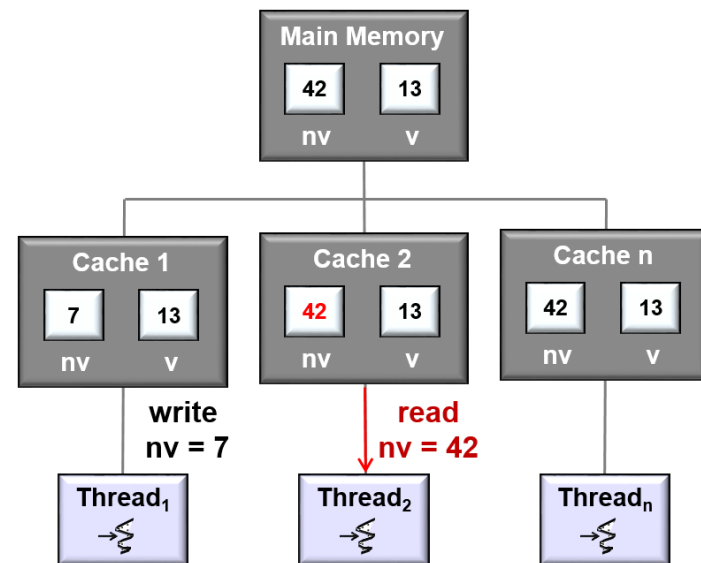 Main Memory
42 13
nv v
Cache 1
7 13
nv v
Cache 2
42 13
nv v
Cache n
42 13
nv v
write
nv = 7
read
nv = 42
Thread1
Thread2
Threadn